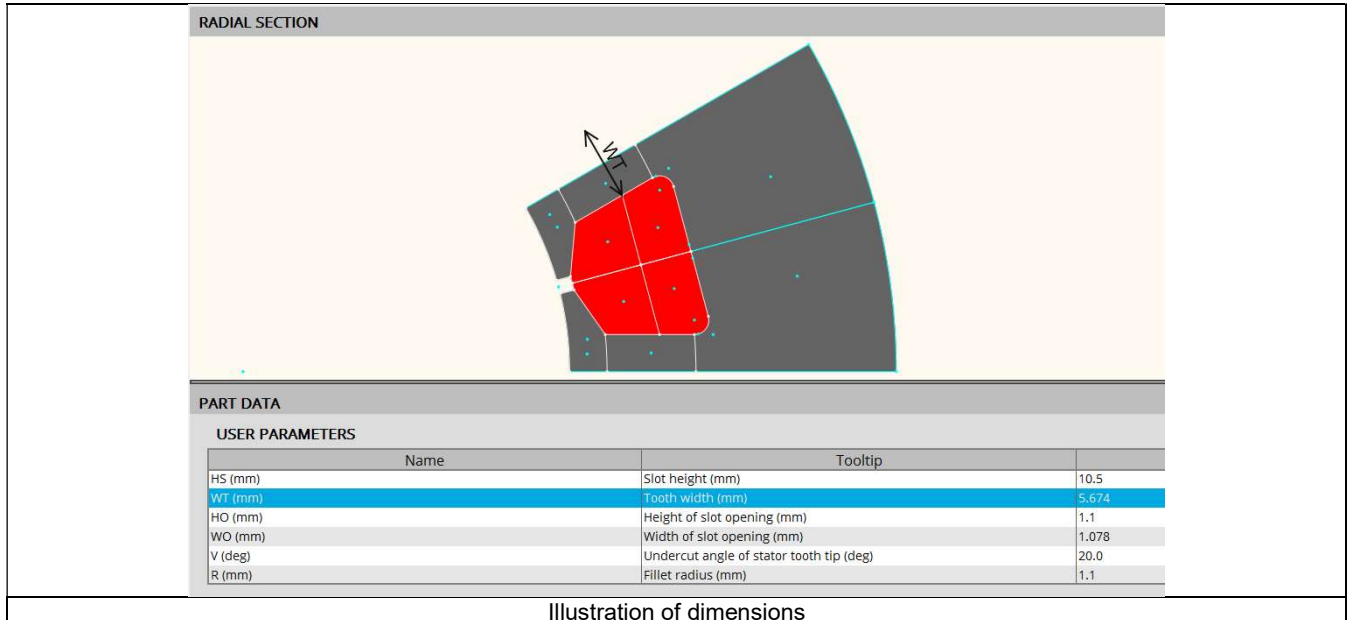 RADIAL SECTION
WT
PART DATA
USER PARAMETERS
Name Tooltip
HS (mm) Slot height (mm) 10.5
WT (mm) Tooth width (mm) 5.674
HO (mm) Height of slot opening (mm) 1.1
WO (mm) Width of slot opening (mm) 1.078
V (deg) Undercut angle of stator tooth tip (deg) 20.0
R (mm) Fillet radius (mm) 1.1
Illustration of dimensions